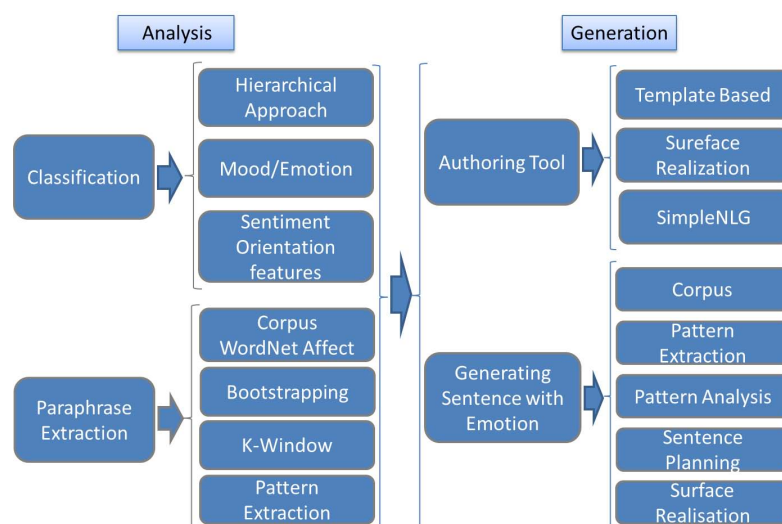 Analysis
Classification
Hierarchical
Approach
Mood/Emotion
Sentiment
Orientation
features
Paraphrase
Extraction
Corpus
WordNet Affect
Bootstrapping
K-Window
Pattern
Extraction
Generation
Authoring Tool
Template Based
Sureface
Realization
SimpleNLG
Generating
Sentence with
Emotion
Corpus
Pattern
Extraction
Pattern Analysis
Sentence
Planning
Surface
Realisation